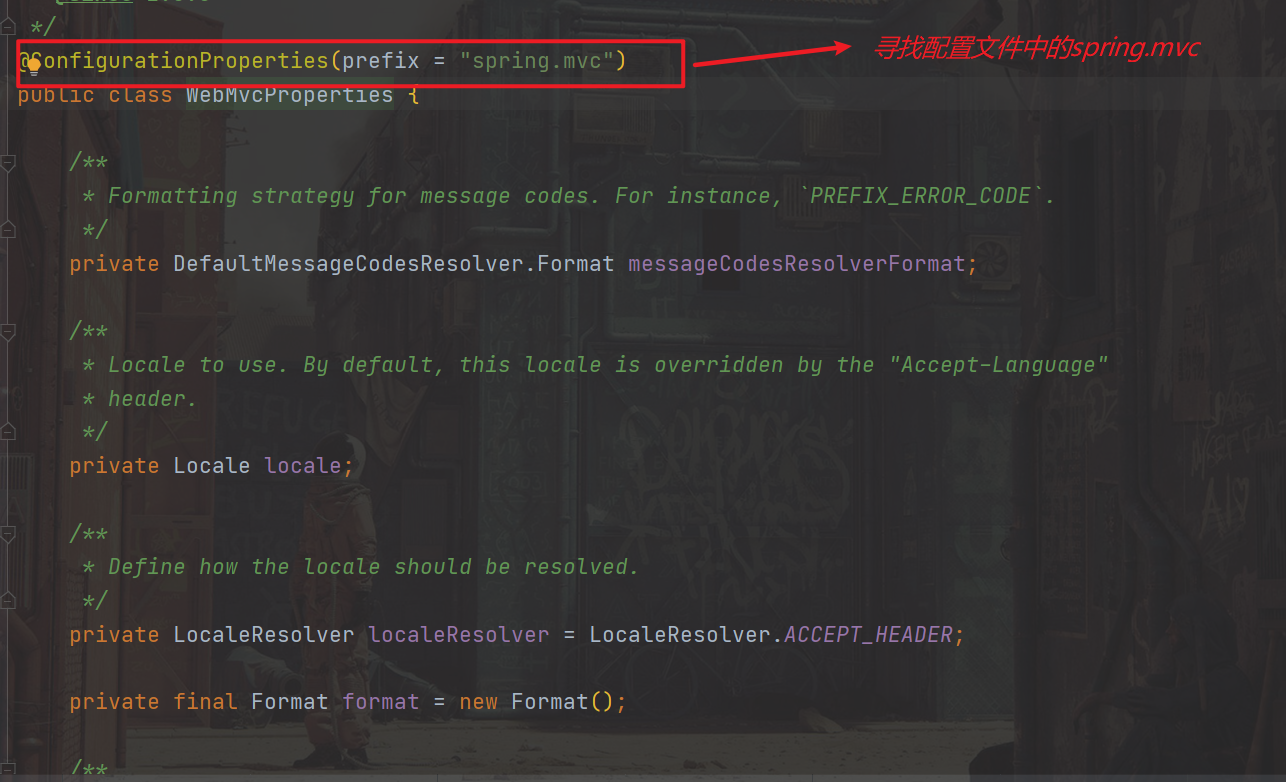 */
@ConfigurationProperties(prefix = "spring.mvc")
寻找配置文件中的spring.mvc
public class WebMvcProperties {
/**
* Formatting strategy for message codes. For instance, `PREFIX_ERROR_CODE`.
*/
private DefaultMessageCodesResolver.Format messageCodesResolverFormat;
/**
* Locale to use. By default, this locale is overridden by the "Accept-Language"
* header.
*/
private Locale locale;
/**
* Define how the locale should be resolved.
*/
private LocaleResolver localeResolver = LocaleResolver.ACCEPT_HEADER;
private final Format format = new Format();
/**